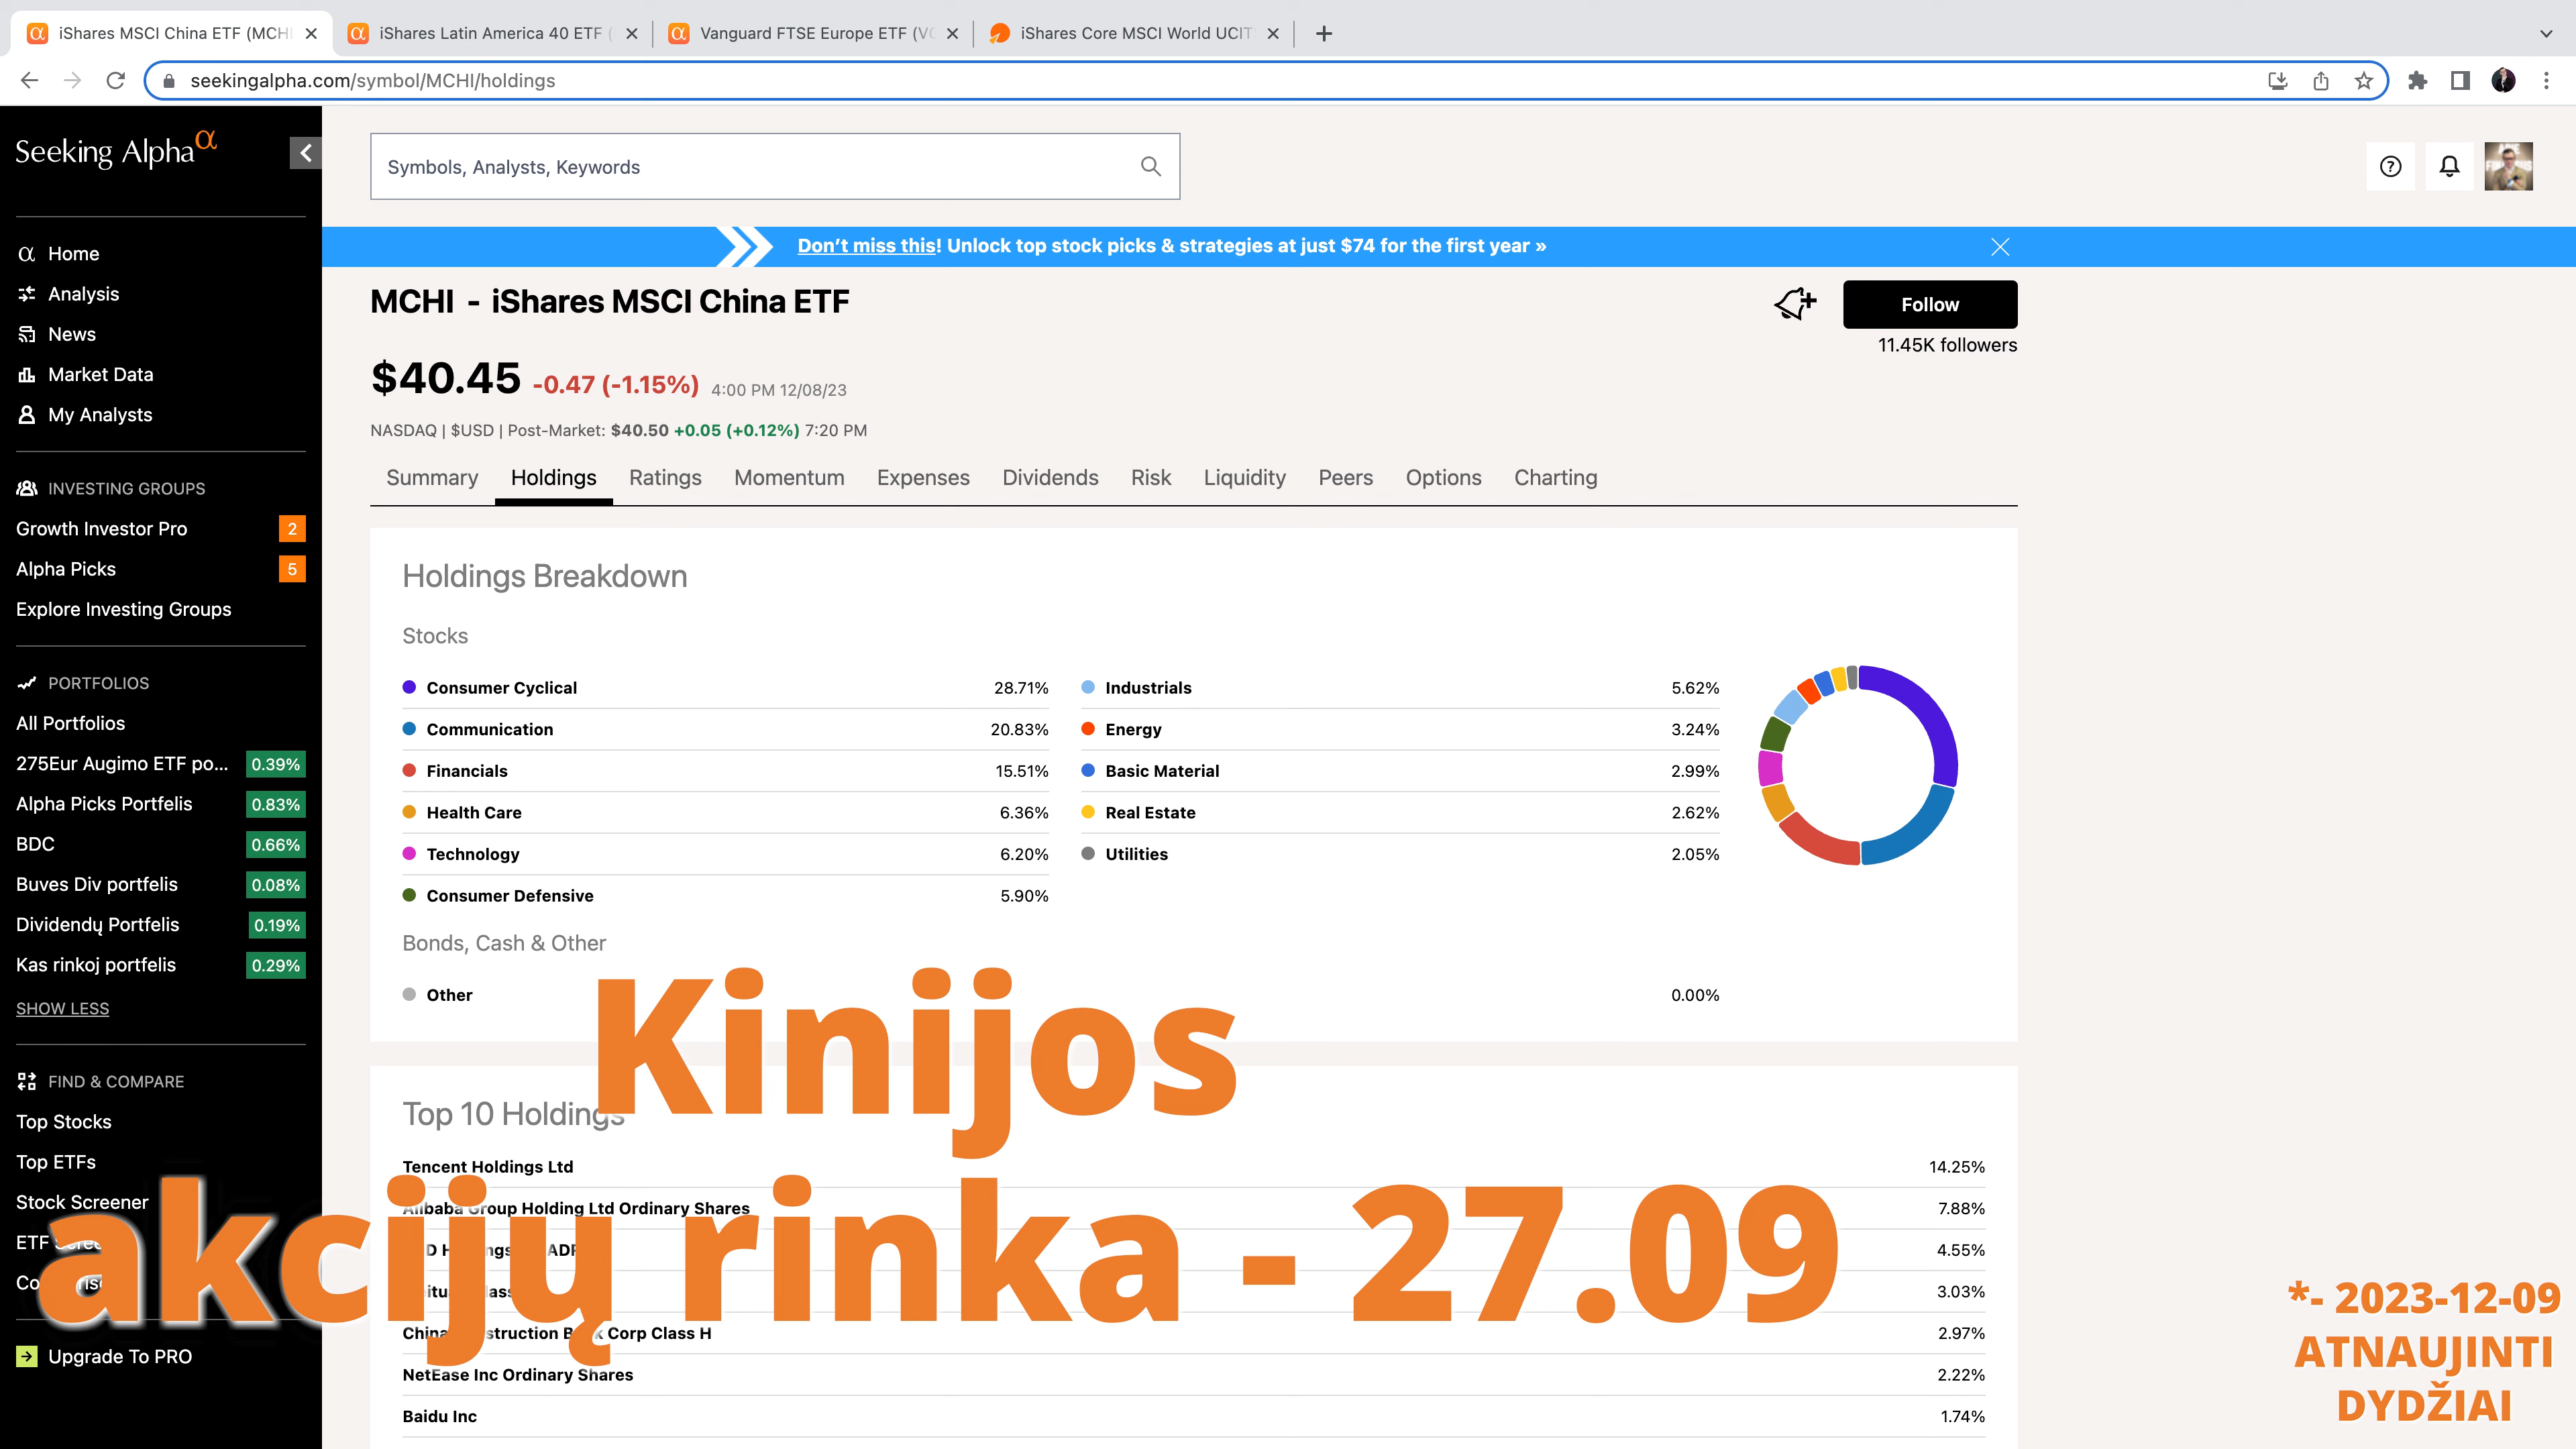 iShares MSCI China ETF (MCH
iShares Latin America 40 ETF (
Vanguard FTSE Europe ETF (V
iShares Core MSCI World UCIT
seekingalpha.com/symbol/MCHI/holdings
Seeking Alpha α
Symbols, Analysts, Keywords
Don't miss this! Unlock top stock picks & strategies at just $74 for the first year »
Home
Analysis
News
Market Data
My Analysts
INVESTING GROUPS
Growth Investor Pro 2
Alpha Picks 5
Explore Investing Groups
PORTFOLIOS
All Portfolios
275Eur Augimo ETF po... 0.39%
Alpha Picks Portfelis 0.83%
BDC 0.66%
Buves Div portfelis 0.08%
Dividendų Portfelis 0.19%
Kas rinkoj portfelis 0.29%
SHOW LESS
FIND & COMPARE
Top Stocks
Top ETFs
Stock Screener
ETF
Upgrade To PRO
MCHI - iShares MSCI China ETF
Follow
11.45K followers
$40.45 -0.47 (-1.15%) 4:00 PM 12/08/23
NASDAQ | $USD | Post-Market: $40.50 +0.05 (+0.12%) 7:20 PM
Summary Holdings Ratings Momentum Expenses Dividends Risk Liquidity Peers Options Charting
Holdings Breakdown
Stocks
Consumer Cyclical 28.71%
Communication 20.83%
Financials 15.51%
Health Care 6.36%
Technology 6.20%
Consumer Defensive 5.90%
Industrials 5.62%
Energy 3.24%
Basic Material 2.99%
Real Estate 2.62%
Utilities 2.05%
Bonds, Cash & Other
Other 0.00%
Top 10 Holdings
Tencent Holdings Ltd 14.25%
Alibaba Group Holding Ltd Ordinary Shares 7.88%
4.55%
3.03%
China Construction Bank Corp Class H 2.97%
NetEase Inc Ordinary Shares 2.22%
Baidu Inc 1.74%
Kinijos
akcijų rinka - 27.09
*- 2023-12-09
ATNAUJINTI
DYDŽIAI